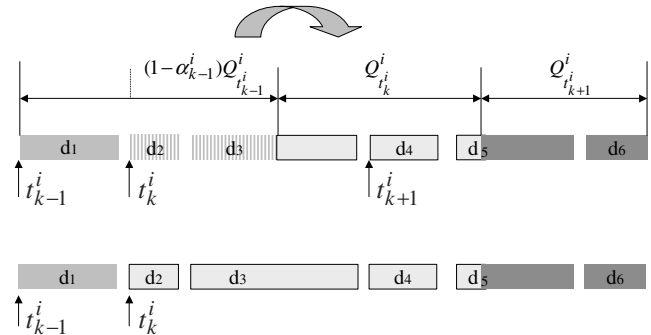 (1-α^i_{k-1})Q^i_{t^i_{k-1}} Q^i_{t^i_k} Q^i_{t^i_{k+1}}
d1 d2 d3 d4 d5 d6
t^i_{k-1} t^i_k t^i_{k+1}
d1 d2 d3 d4 d5 d6
t^i_{k-1} t^i_k